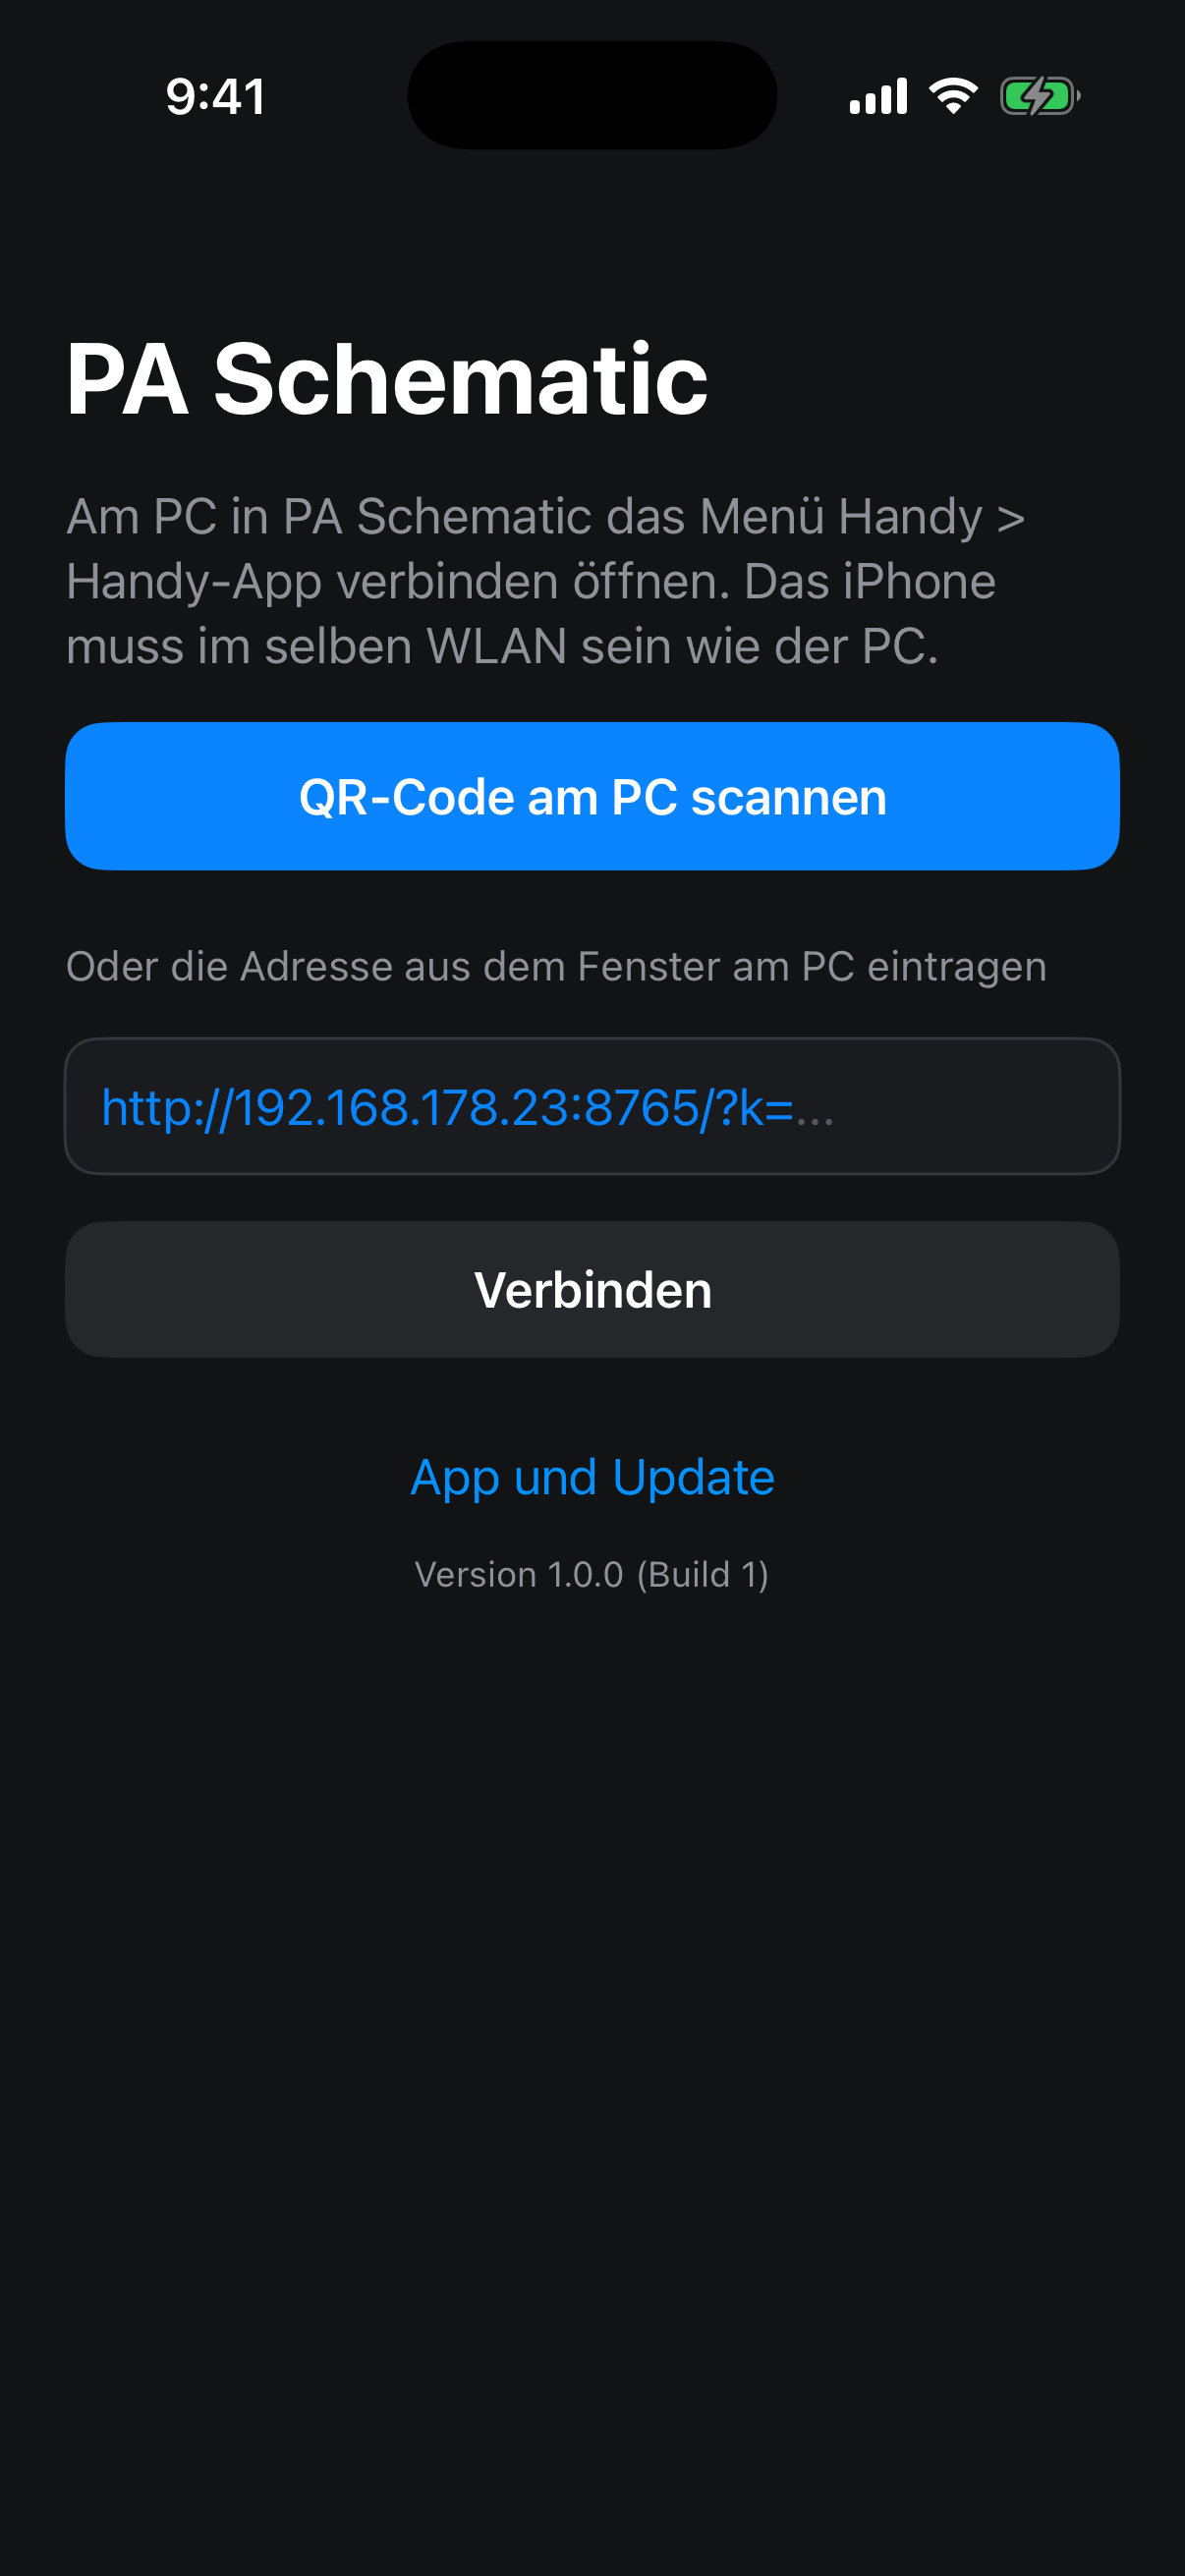 9:41
PA Schematic
Am PC in PA Schematic das Menü Handy >
Handy-App verbinden öffnen. Das iPhone
muss im selben WLAN sein wie der PC.
QR-Code am PC scannen
Oder die Adresse aus dem Fenster am PC eintragen
http://192.168.178.23:8765/?k=...
Verbinden
App und Update
Version 1.0.0 (Build 1)